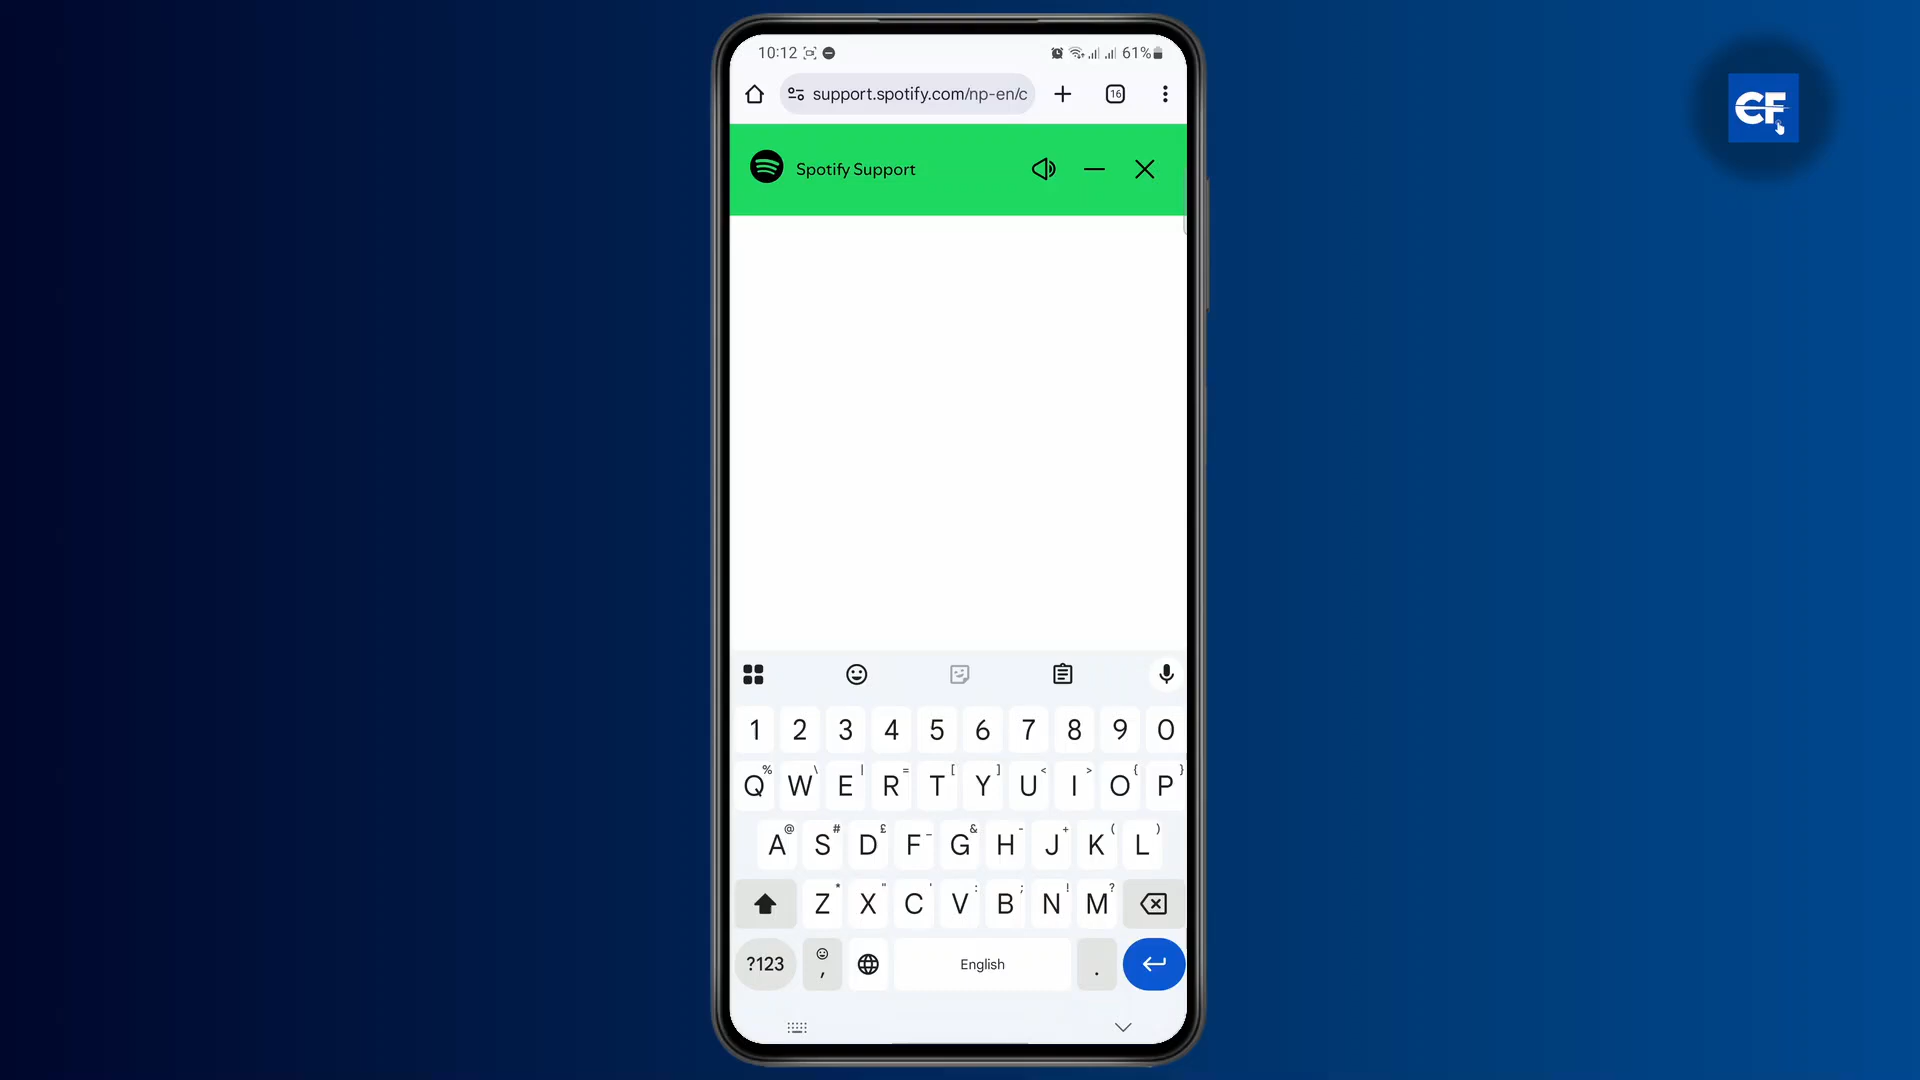 10:12 61%
support.spotify.com/np-en/c 16
CF
Spotify Support
1 2 3 4 5 6 7 8 9 0
% \ | = [ ] < > { }
Q W E R T Y U I O P
@ # £ _ & - + ( )
A S D F G H J K L
* " ' : ; ! ?
Z X C V B N M
?123 , English .